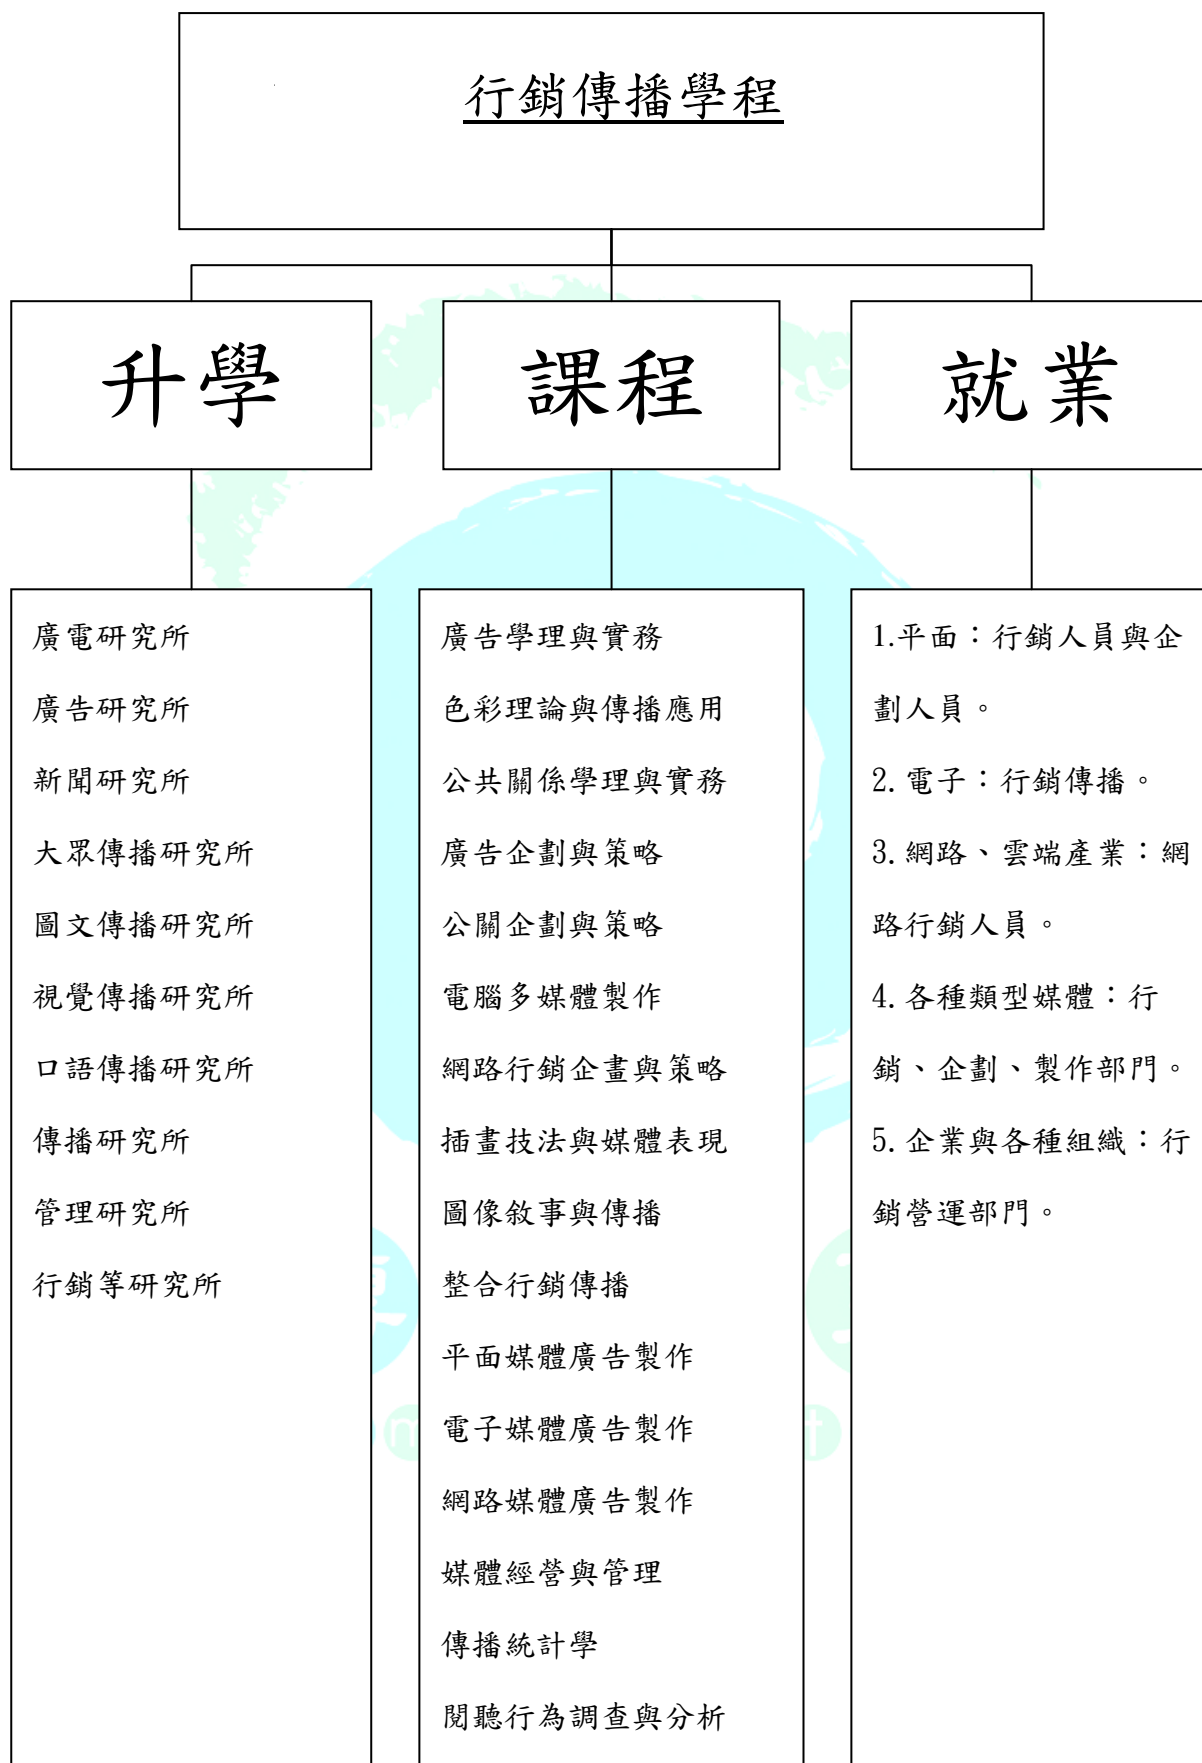 行銷傳播學程
升學
課程
就業
廣電研究所
廣告研究所
新聞研究所
大眾傳播研究所
圖文傳播研究所
視覺傳播研究所
口語傳播研究所
傳播研究所
管理研究所
行銷等研究所
廣告學理與實務
色彩理論與傳播應用
公共關係學理與實務
廣告企劃與策略
公關企劃與策略
電腦多媒體製作
網路行銷企畫與策略
插畫技法與媒體表現
圖像敘事與傳播
整合行銷傳播
平面媒體廣告製作
電子媒體廣告製作
網路媒體廣告製作
媒體經營與管理
傳播統計學
閱聽行為調查與分析
1.平面：行銷人員與企
劃人員。
2.電子：行銷傳播。
3.網路、雲端產業：網
路行銷人員。
4.各種類型媒體：行
銷、企劃、製作部門。
5.企業與各種組織：行
銷營運部門。